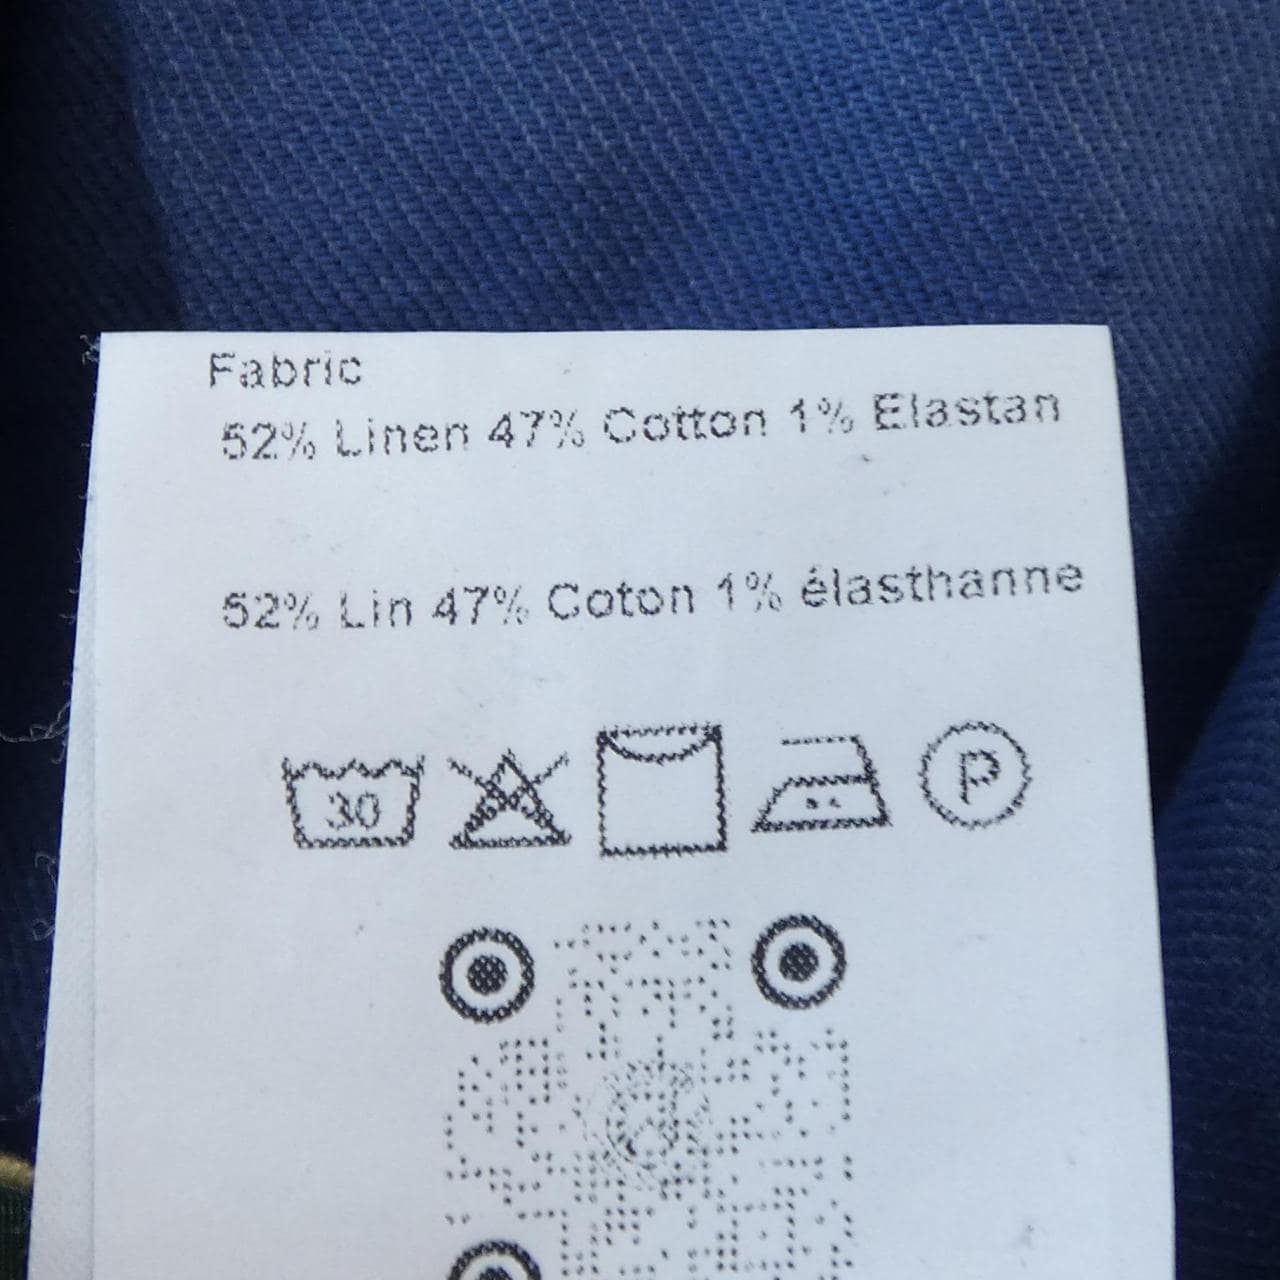 Fabric
52% Linen 47% Cotton 1% Elastan
52% Lin 47% Coton 1% élasthanne
30
P